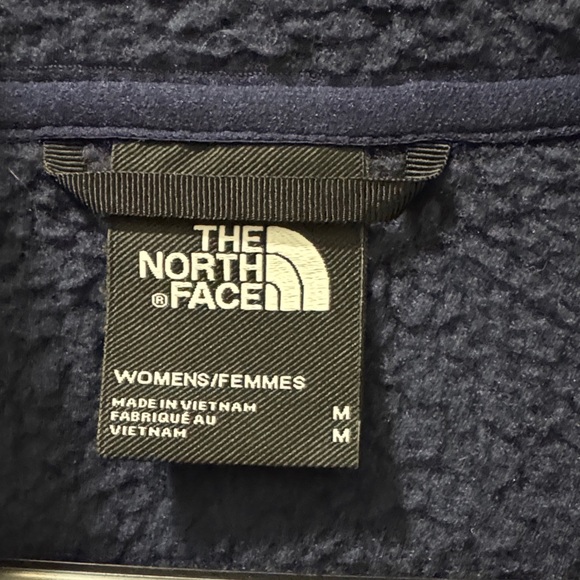 THE
NORTH
® FACE
WOMENS/FEMMES
MADE IN VIETNAM M
FABRIQUÉ AU
VIETNAM M